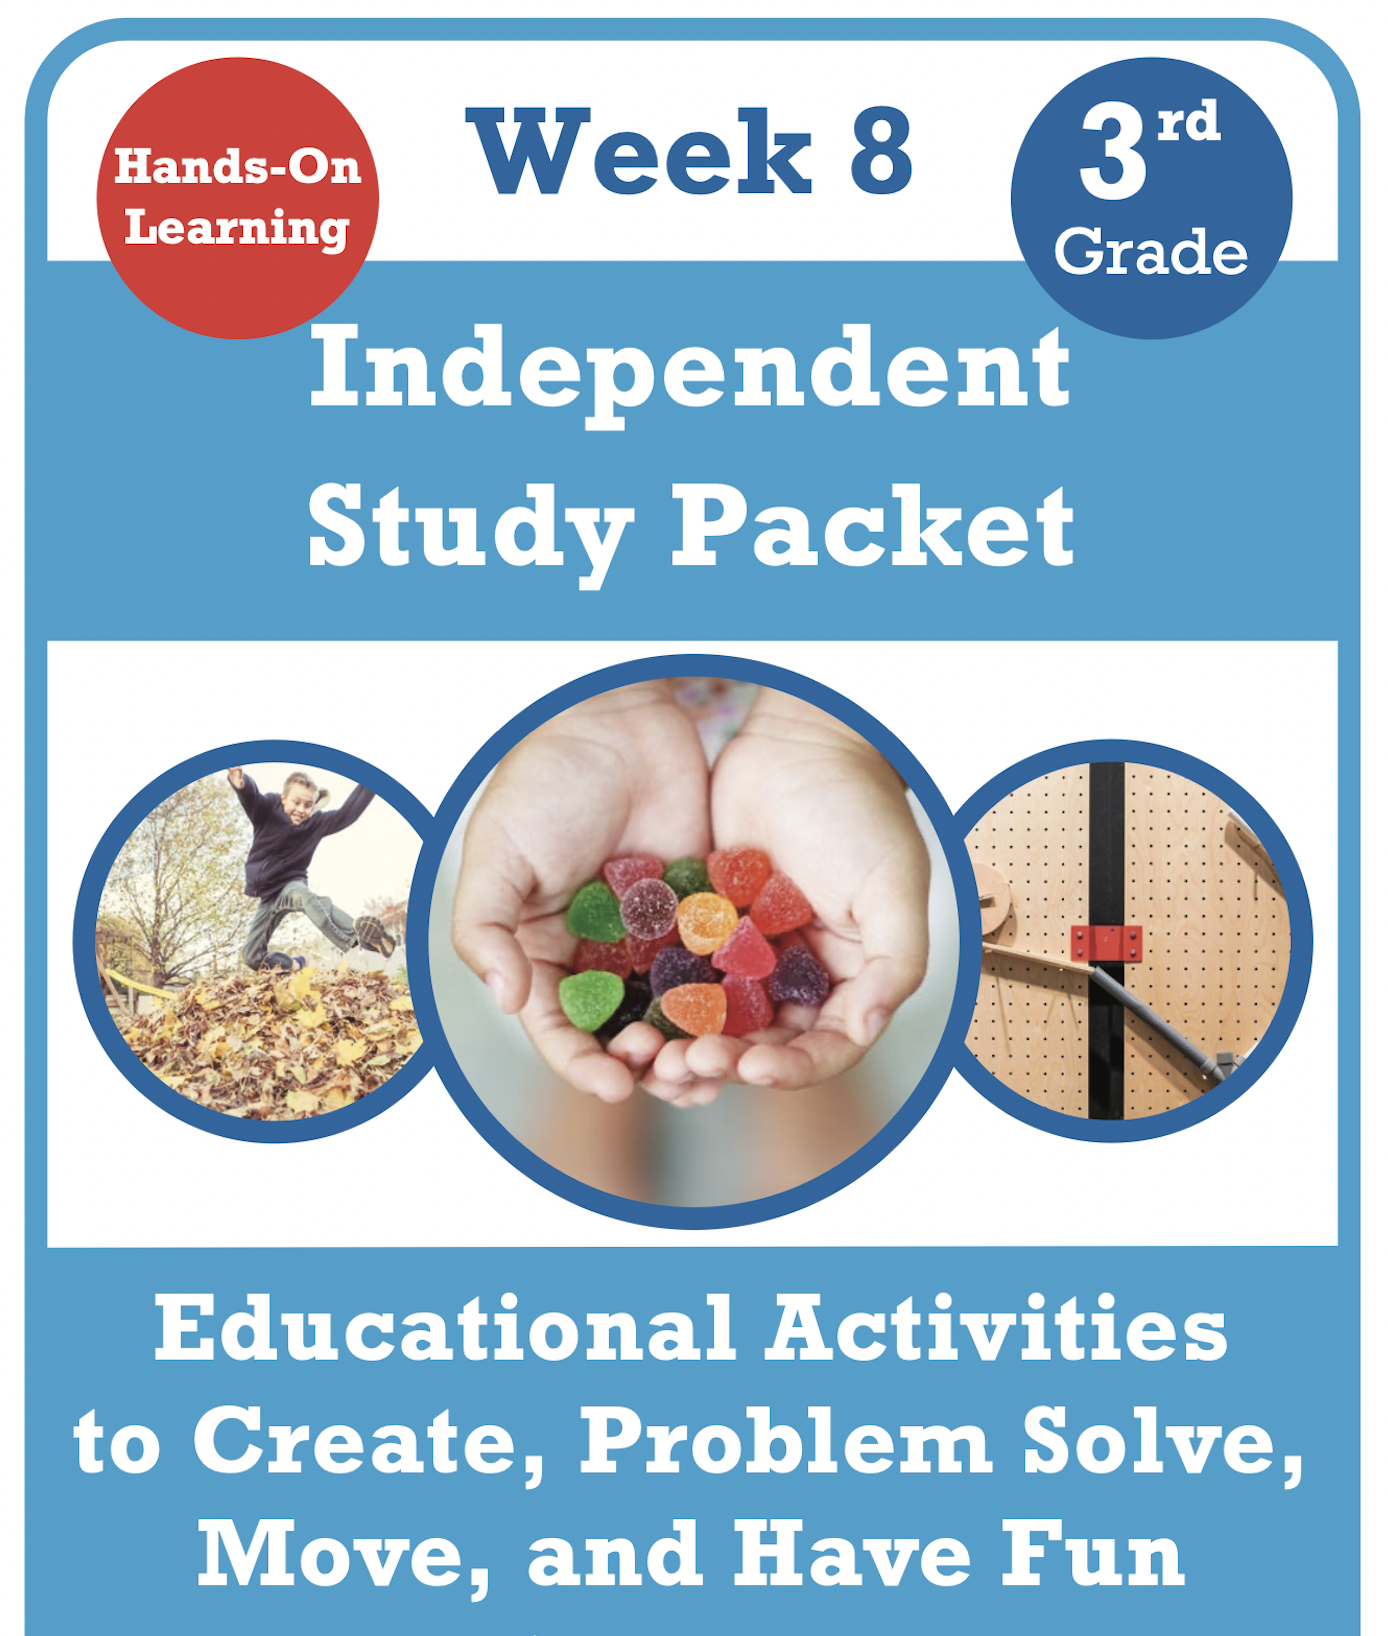 Hands-On
Learning
Week 8
3rd
Grade
Independent
Study Packet
Educational Activities
to Create, Problem Solve,
Move, and Have Fun